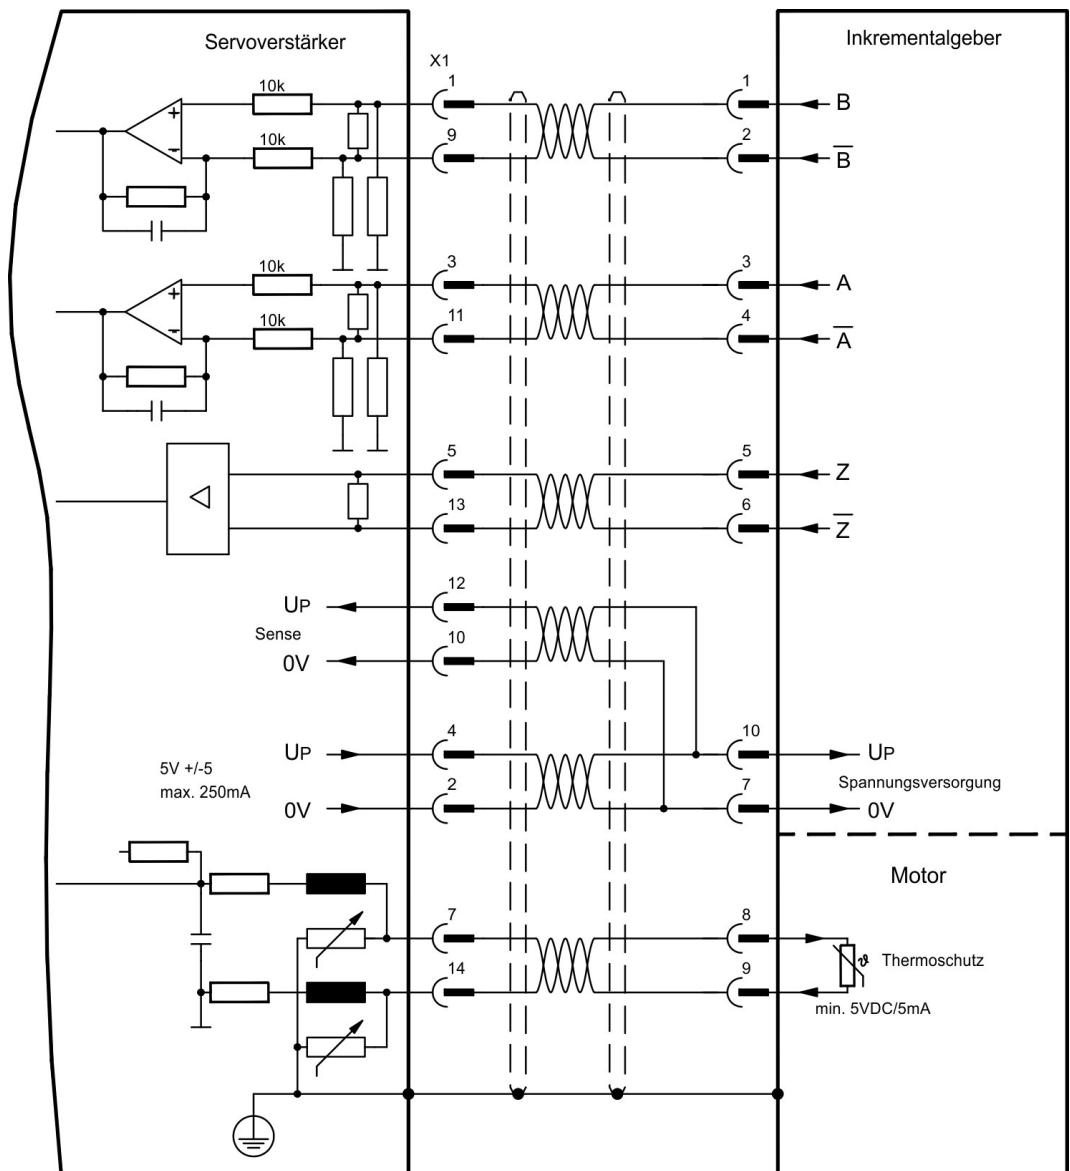 Servoverstärker
Inkrementalgeber
X1
10k
1
1
B
10k
9
2
B̅
10k
3
3
A
10k
11
4
A̅
5
5
Z
13
6
Z̅
UP
12
Sense
0V
10
UP
4
10
UP
5V +/-5
max. 250mA
Spannungsversorgung
0V
2
7
0V
Motor
7
8
ϑ Thermoschutz
14
9
min. 5VDC/5mA